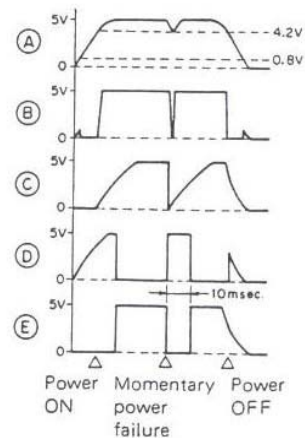 A 5V 4.2V
0.8V
0
B 5V
0
C 5V
0
D 5V
0 10msec.
E 5V
0
Power Momentary Power
ON power OFF
failure